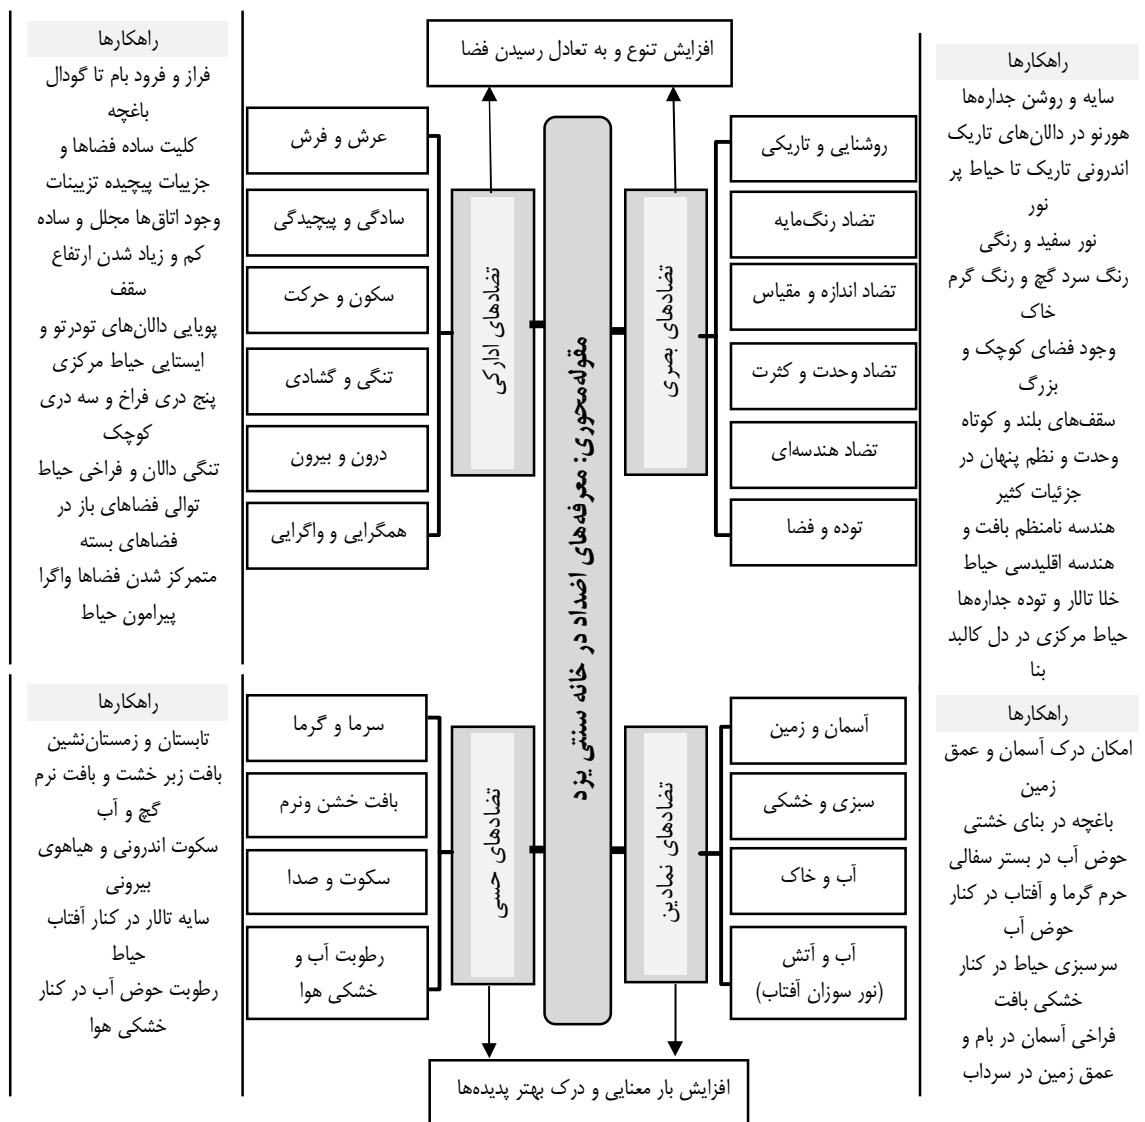 افزایش تنوع و به تعادل رسیدن فضا
راهکارها
سایه و روشن جداره‌ها
هورنو در دالان‌های تاریک
اندرونی تاریک تا حیاط پر
نور
نور سفید و رنگی
رنگ سرد گچ و رنگ گرم
خاک
وجود فضای کوچک و
بزرگ
سقف‌های بلند و کوتاه
وحدت و نظم پنهان در
جزئیات کثیر
هندسه نامنظم بافت و
هندسه اقلیدسی حیاط
خلا تالار و توده جداره‌ها
حیاط مرکزی در دل کالبد
بنا
روشنایی و تاریکی
تضاد رنگ‌مایه
تضاد اندازه و مقیاس
تضاد وحدت و کثرت
تضاد هندسه‌ای
توده و فضا
تضادهای بصری
مقوله‌محوری: معرفه‌های اضداد در خانه سنتی یزد
تضادهای ادارکی
عرش و فرش
سادگی و پیچیدگی
سکون و حرکت
تنگی و گشادی
درون و بیرون
همگرایی و واگرایی
راهکارها
فراز و فرود بام تا گودال
باغچه
کلیت ساده فضاها و
جزییات پیچیده تزیینات
وجود اتاق‌ها مجلل و ساده
کم و زیاد شدن ارتفاع
سقف
پویایی دالان‌های تودرتو و
ایستایی حیاط مرکزی
پنج دری فراخ و سه دری
کوچک
تنگی دالان و فراخی حیاط
توالی فضاهای باز در
فضاهای بسته
متمرکز شدن فضاها واگرا
پیرامون حیاط
راهکارها
امکان درک آسمان و عمق
زمین
باغچه در بنای خشتی
حوض آب در بستر سفالی
حرم گرما و آفتاب در کنار
حوض آب
سرسبزی حیاط در کنار
خشکی بافت
فراخی آسمان در بام و
عمق زمین در سرداب
آسمان و زمین
سبزی و خشکی
آب و خاک
آب و آتش
(نور سوزان آفتاب)
تضادهای نمادین
تضادهای حسی
سرما و گرما
بافت خشن ونرم
سکوت و صدا
رطوبت آب و
خشکی هوا
راهکارها
تابستان و زمستان‌نشین
بافت زبر خشت و بافت نرم
گچ و آب
سکوت اندرونی و هیاهوی
بیرونی
سایه تالار در کنار آفتاب
حیاط
رطوبت حوض آب در کنار
خشکی هوا
افزایش بار معنایی و درک بهتر پدیده‌ها